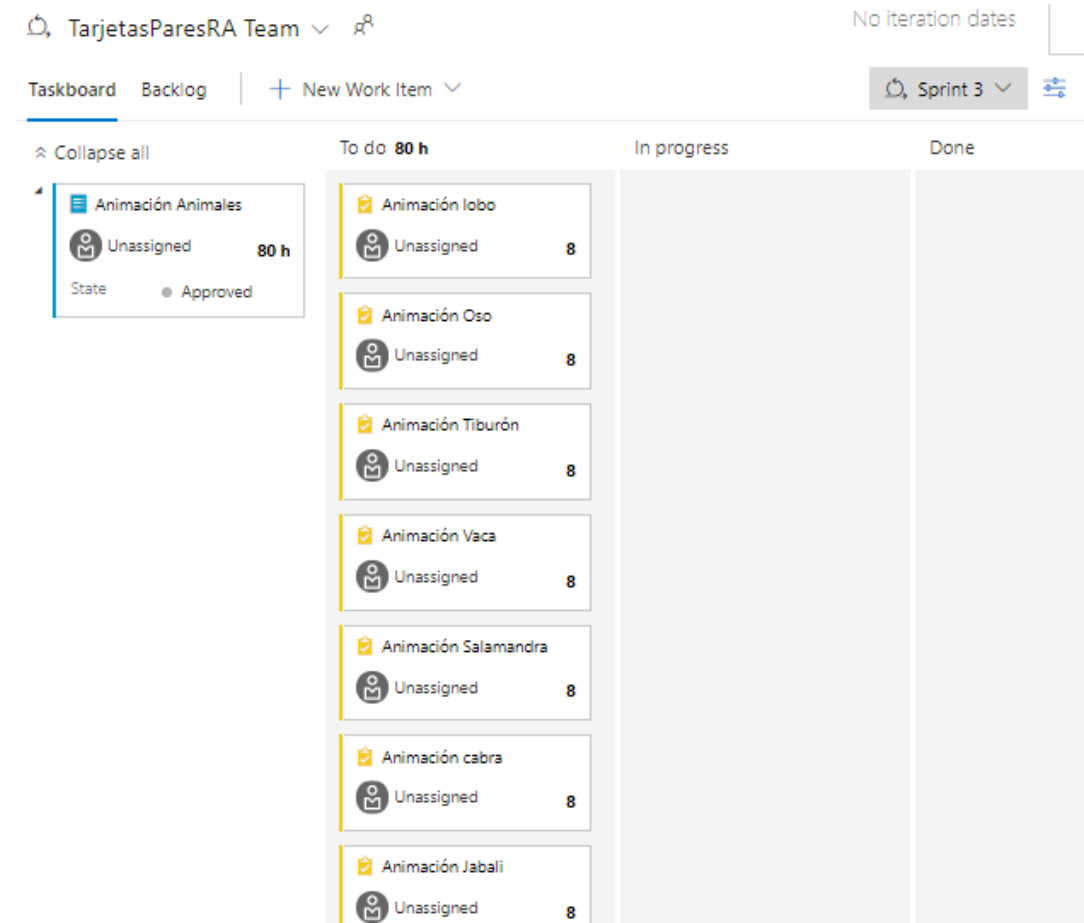 TarjetasParesRA Team
No iteration dates
Taskboard Backlog New Work Item Sprint 3
Collapse all To do 80 h In progress Done
Animación Animales
Unassigned 80 h
State Approved
Animación lobo
Unassigned 8
Animación Oso
Unassigned 8
Animación Tiburón
Unassigned 8
Animación Vaca
Unassigned 8
Animación Salamandra
Unassigned 8
Animación cabra
Unassigned 8
Animación Jabali
Unassigned 8